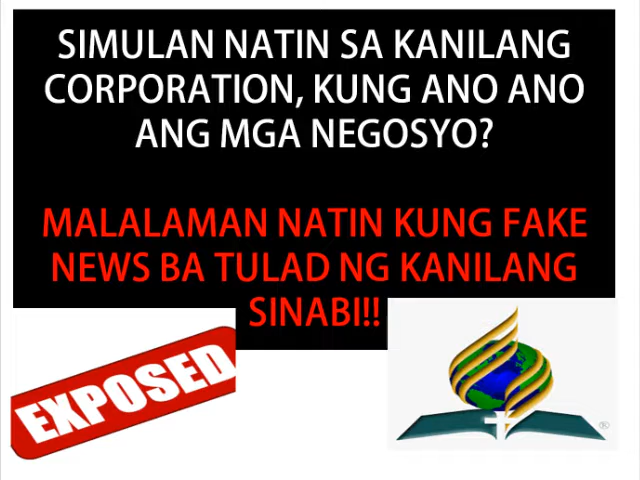 SIMULAN NATIN SA KANILANG
CORPORATION, KUNG ANO ANO
ANG MGA NEGOSYO?
MALALAMAN NATIN KUNG FAKE
NEWS BA TULAD NG KANILANG
SINABI!!
EXPOSED
®